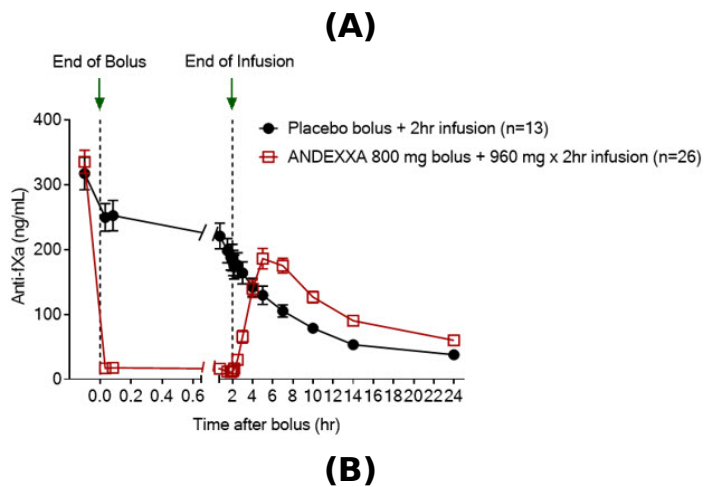 (A)
End of Bolus End of Infusion
Placebo bolus + 2hr infusion (n=13)
ANDEXXA 800 mg bolus + 960 mg x 2hr infusion (n=26)
Anti-fXa (ng/mL)
400
300
200
100
0
0.0 0.2 0.4 0.6 2 4 6 8 10 12 14 16 18 20 22 24
Time after bolus (hr)
(B)